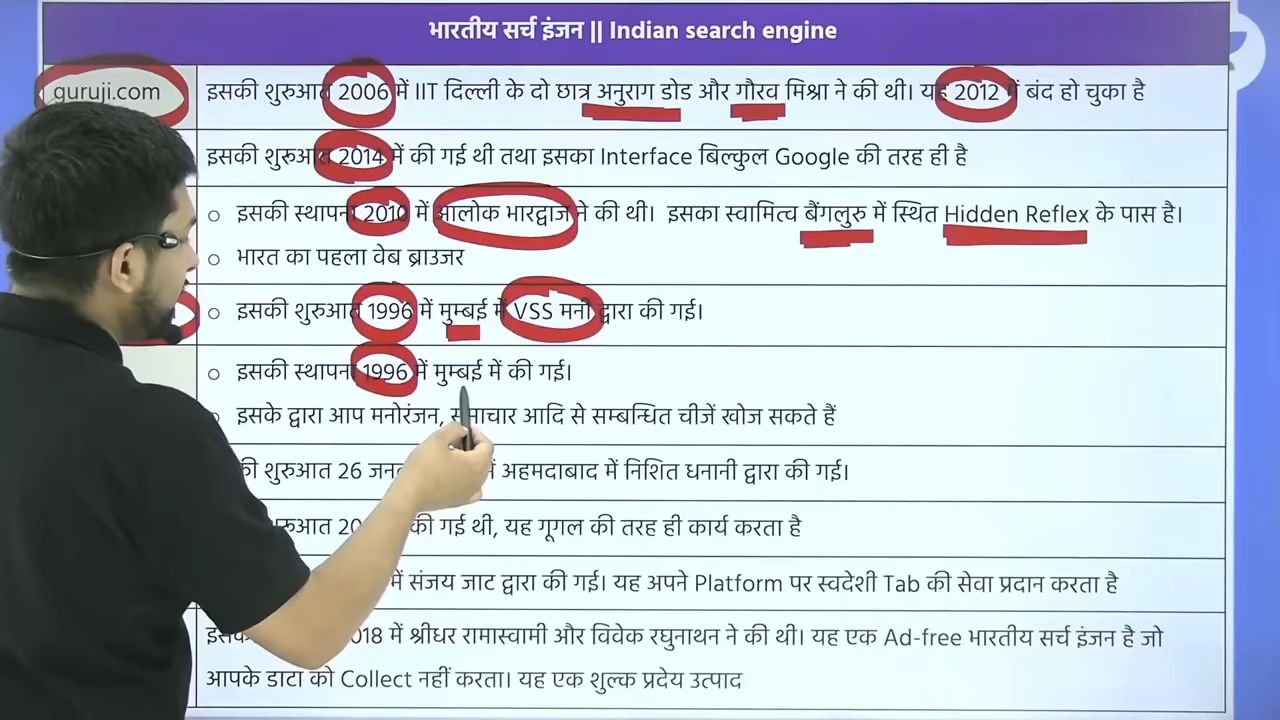 भारतीय सर्च इंजन || Indian search engine
guruji.com
इसकी शुरुआत 2006 में IIT दिल्ली के दो छात्र अनुराग डोड और गौरव मिश्रा ने की थी। यह 2012 में बंद हो चुका है
इसकी शुरुआत 2014 में की गई थी तथा इसका Interface बिल्कुल Google की तरह ही है
○ इसकी स्थापना 2010 में आलोक भारद्वाज ने की थी। इसका स्वामित्व बैंगलुरु में स्थित Hidden Reflex के पास है।
○ भारत का पहला वेब ब्राउजर
○ इसकी शुरुआत 1996 में मुम्बई में VSS मनी द्वारा की गई।
○ इसकी स्थापना 1996 में मुम्बई में की गई।
○ इसके द्वारा आप मनोरंजन, समाचार आदि से सम्बन्धित चीजें खोज सकते हैं
की शुरुआत 26 अहमदाबाद में निशित धनानी द्वारा की गई।
की गई थी, यह गूगल की तरह ही कार्य करता है
में संजय जाट द्वारा की गई। यह अपने Platform पर स्वदेशी Tab की सेवा प्रदान करता है
में श्रीधर रामास्वामी और विवेक रघुनाथन ने की थी। यह एक Ad-free भारतीय सर्च इंजन है जो
आपके डाटा को Collect नहीं करता। यह एक शुल्क प्रदेय उत्पाद